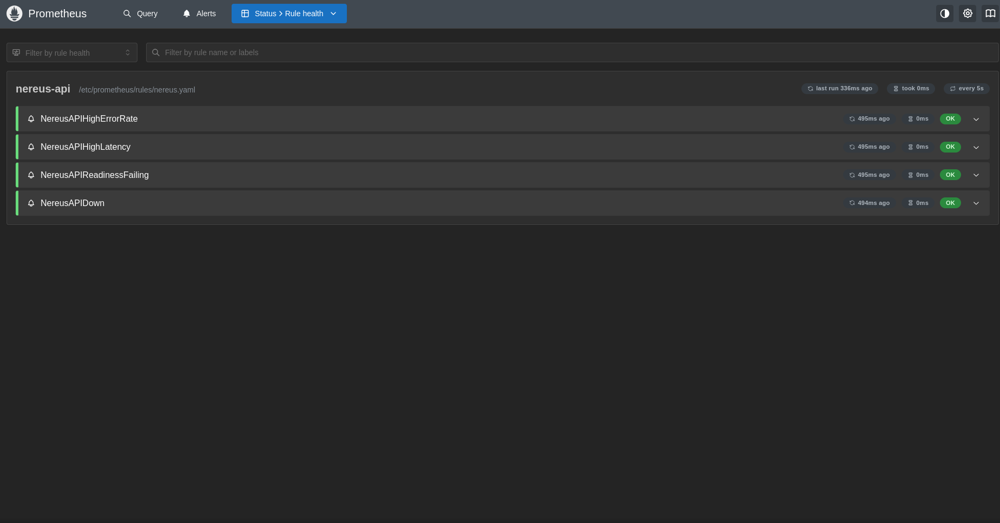 Prometheus Query Alerts Status > Rule health
Filter by rule health Filter by rule name or labels
nereus-api /etc/prometheus/rules/nereus.yaml last run 336ms ago took 0ms every 5s
NereusAPIHighErrorRate 495ms ago 0ms OK
NereusAPIHighLatency 495ms ago 0ms OK
NereusAPIReadinessFailing 495ms ago 0ms OK
NereusAPIDown 494ms ago 0ms OK